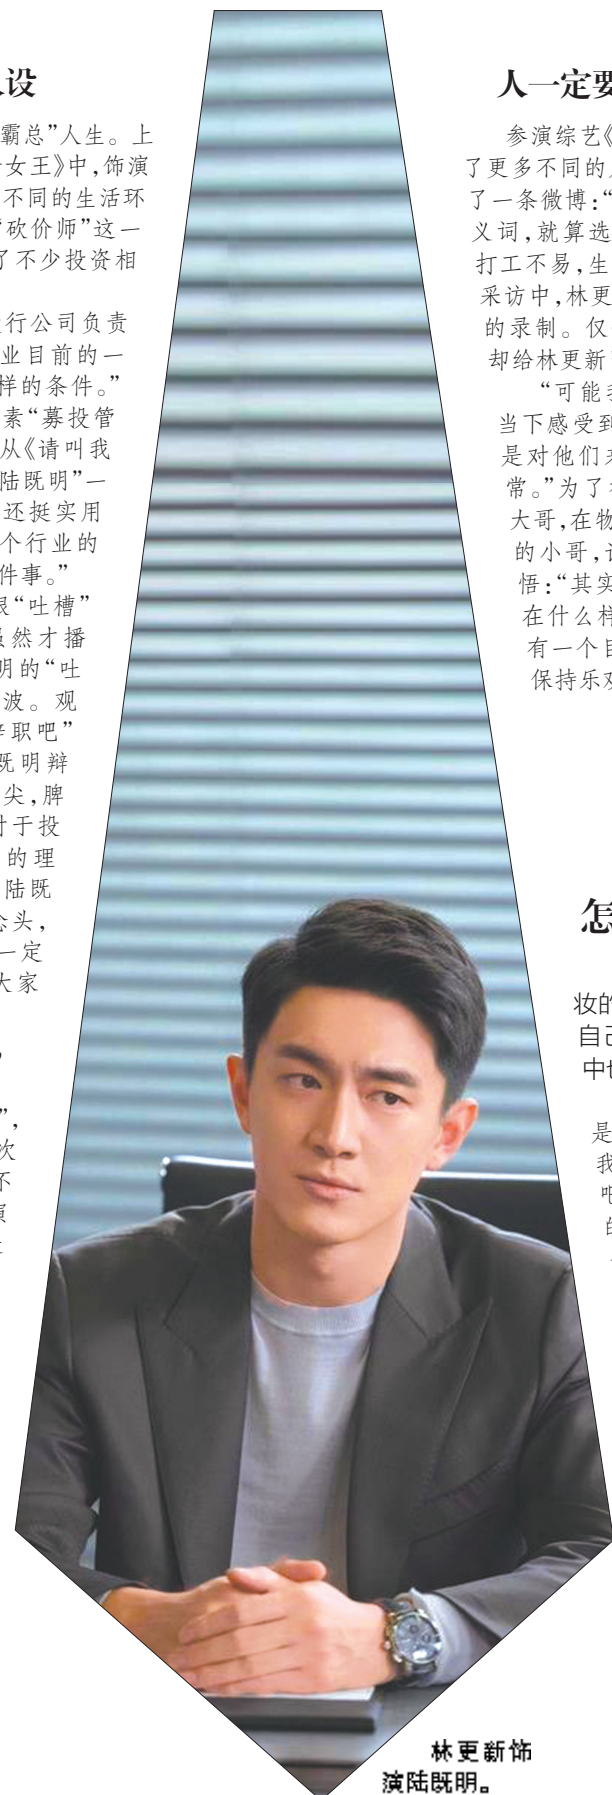 设
霸总”人生。上
女王》中,饰演
不同的生活环
“砍价师”这一
了不少投资相
行公司负责
业目前的一
样的条件。”
素“募投管
从《请叫我
陆既明”一
还挺实用
个行业的
件事。”
眼“吐槽”
虽然才播
明的“吐
波。观
辞职吧”
既明辩
尖,脾
对于投
的理
陆既
念头,
一定
大家
,
”,
次
不
演
人一定要
参演综艺《
了更多不同的人
了一条微博:“
义词,就算选
打工不易,生
采访中,林更
的录制。仅
却给林更新
“可能我
当下感受到
是对他们来
常。”为了
大哥,在物
的小哥,让
悟:“其实
在什么样
有一个目
保持乐观
怎
妆的
自己
中也
是
我
吧
的
林更新饰
演陆既明。